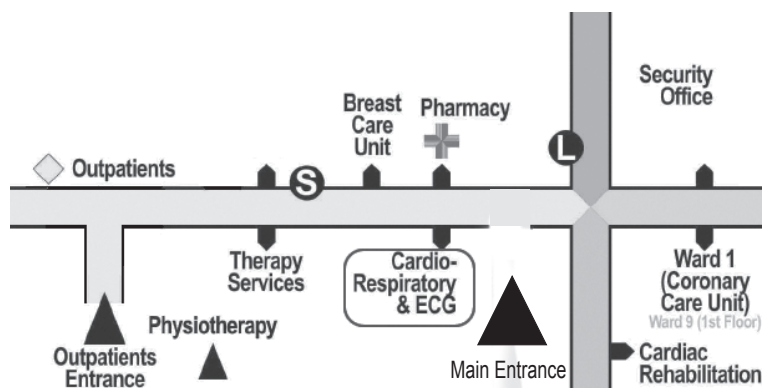 Security
Office
Breast
Care
Unit
Pharmacy
L
Outpatients
S
Therapy
Services
Cardio-
Respiratory
& ECG
Ward 1
(Coronary
Care Unit)
Ward 9 (1st Floor)
Physiotherapy
Outpatients
Entrance
Main Entrance
Cardiac
Rehabilitation